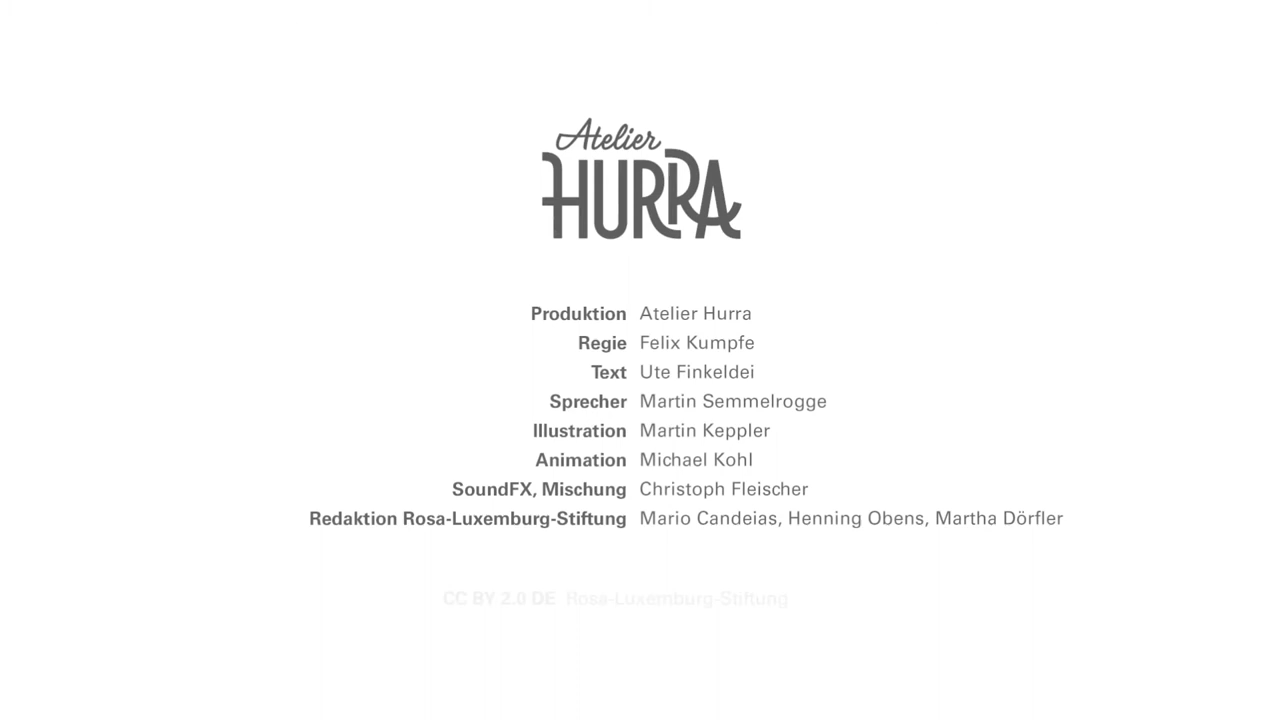 Atelier
HURRA
Produktion Atelier Hurra
Regie Felix Kumpfe
Text Ute Finkeldei
Sprecher Martin Semmelrogge
Illustration Martin Keppler
Animation Michael Kohl
SoundFX, Mischung Christoph Fleischer
Redaktion Rosa-Luxemburg-Stiftung Mario Candeias, Henning Obens, Martha Dörfler
CC BY 2.0 DE Rosa-Luxemburg-Stiftung